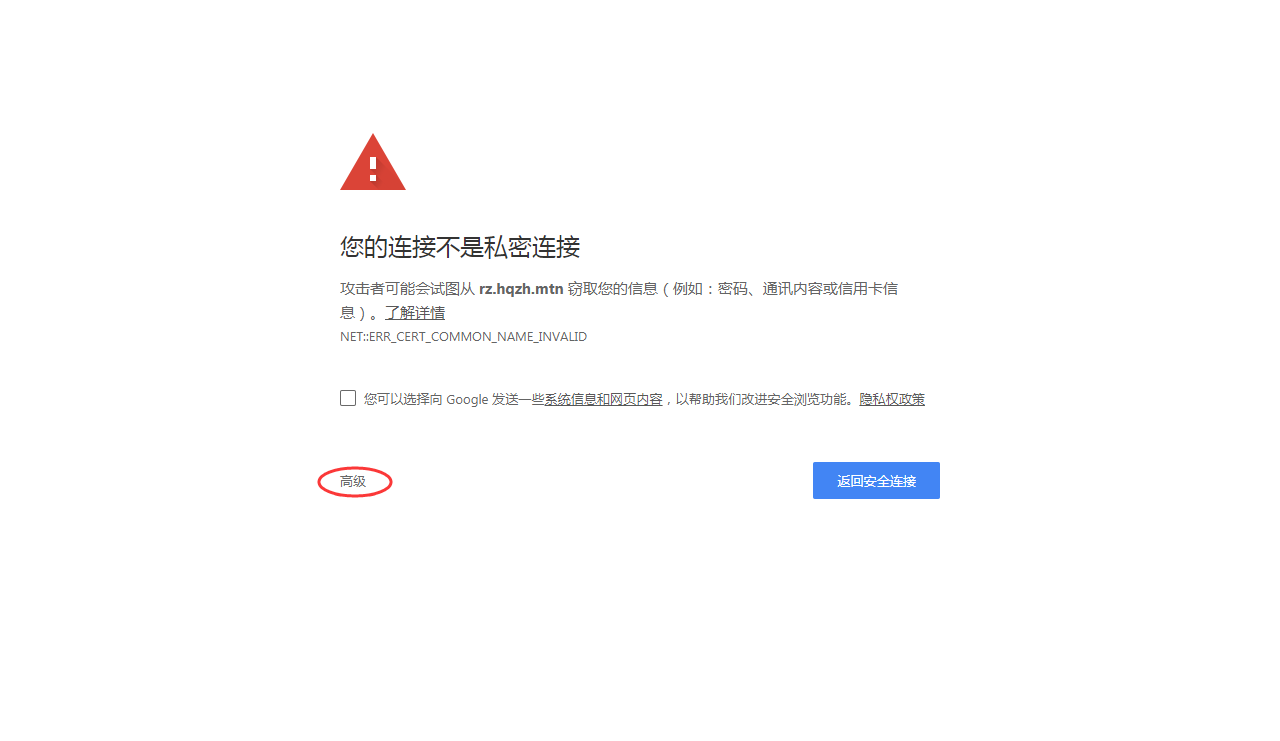 您的连接不是私密连接
攻击者可能会试图从 rz.hqzh.mtn 窃取您的信息（例如：密码、通讯内容或信用卡信
息）。了解详情
NET::ERR_CERT_COMMON_NAME_INVALID
您可以选择向 Google 发送一些系统信息和网页内容，以帮助我们改进安全浏览功能。隐私权政策
高级
返回安全连接